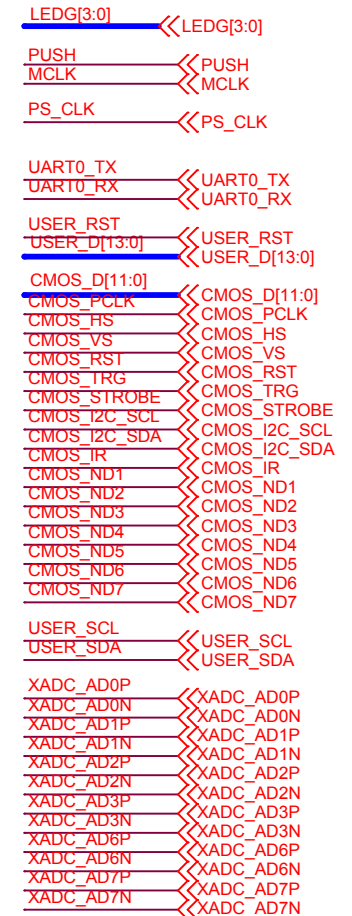 LEDG[3:0] LEDG[3:0]
PUSH PUSH
MCLK MCLK
PS_CLK PS_CLK
UART0_TX UART0_TX
UART0_RX UART0_RX
USER_RST USER_RST
USER_D[13:0] USER_D[13:0]
CMOS_D[11:0] CMOS_D[11:0]
CMOS_PCLK CMOS_PCLK
CMOS_HS CMOS_HS
CMOS_VS CMOS_VS
CMOS_RST CMOS_RST
CMOS_TRG CMOS_TRG
CMOS_STROBE CMOS_STROBE
CMOS_I2C_SCL CMOS_I2C_SCL
CMOS_I2C_SDA CMOS_I2C_SDA
CMOS_IR CMOS_IR
CMOS_ND1 CMOS_ND1
CMOS_ND2 CMOS_ND2
CMOS_ND3 CMOS_ND3
CMOS_ND4 CMOS_ND4
CMOS_ND5 CMOS_ND5
CMOS_ND6 CMOS_ND6
CMOS_ND7 CMOS_ND7
USER_SCL USER_SCL
USER_SDA USER_SDA
XADC_AD0P XADC_AD0P
XADC_AD0N XADC_AD0N
XADC_AD1P XADC_AD1P
XADC_AD1N XADC_AD1N
XADC_AD2P XADC_AD2P
XADC_AD2N XADC_AD2N
XADC_AD3P XADC_AD3P
XADC_AD3N XADC_AD3N
XADC_AD6P XADC_AD6P
XADC_AD6N XADC_AD6N
XADC_AD7P XADC_AD7P
XADC_AD7N XADC_AD7N